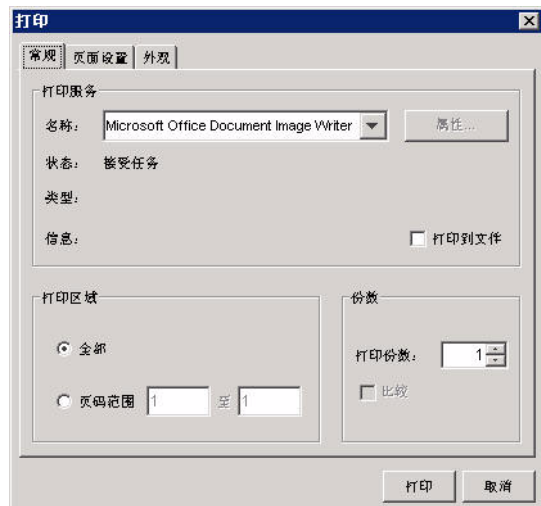 打印
常规 页面设置 外观
打印服务
名称： Microsoft Office Document Image Writer 属性...
状态： 接受任务
类型：
信息： 打印到文件
打印区域 份数
全部
打印份数： 1
页码范围 1 至 1
比较
打印 取消